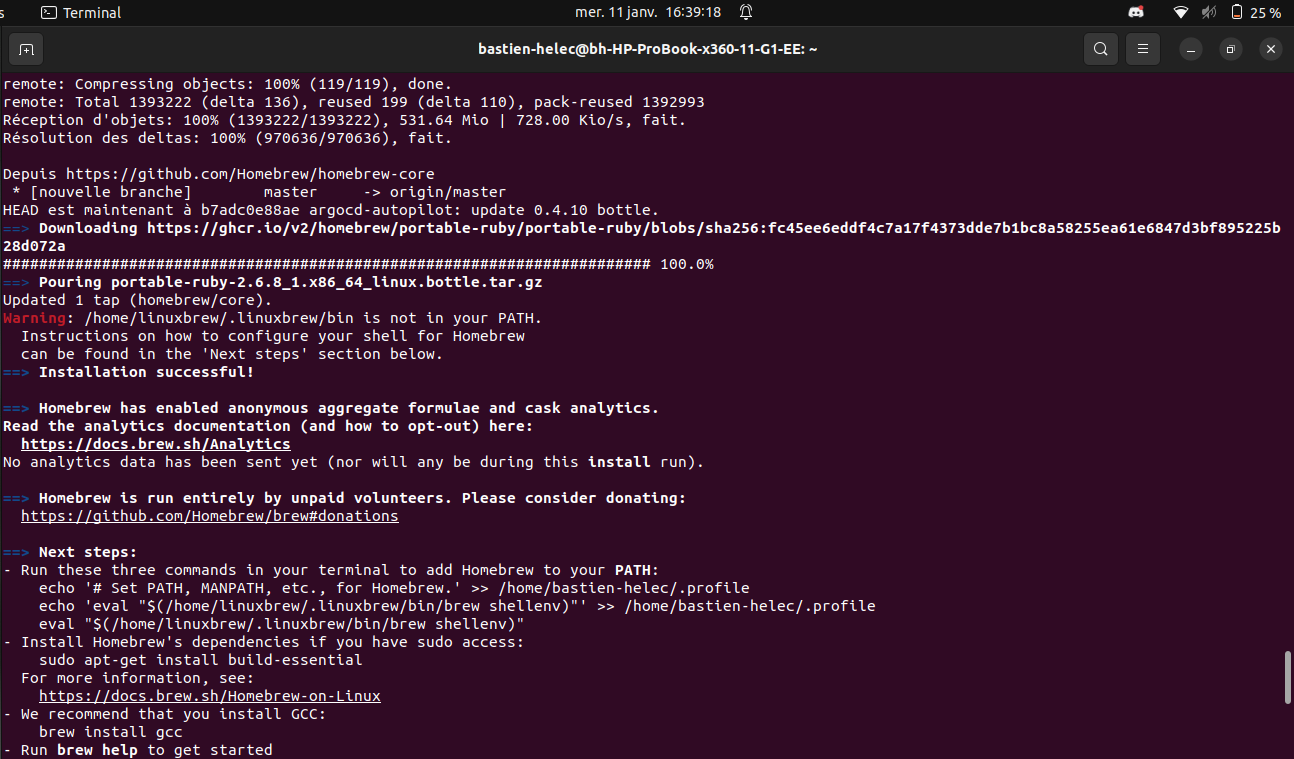 s Terminal mer. 11 janv. 16:39:18 25 %
bastien-helec@bh-HP-ProBook-x360-11-G1-EE: ~
remote: Compressing objects: 100% (119/119), done.
remote: Total 1393222 (delta 136), reused 199 (delta 110), pack-reused 1392993
Réception d'objets: 100% (1393222/1393222), 531.64 Mio | 728.00 Kio/s, fait.
Résolution des deltas: 100% (970636/970636), fait.
Depuis https://github.com/Homebrew/homebrew-core
 * [nouvelle branche]        master     -> origin/master
HEAD est maintenant à b7adc0e88ae argocd-autopilot: update 0.4.10 bottle.
==> Downloading https://ghcr.io/v2/homebrew/portable-ruby/portable-ruby/blobs/sha256:fc45ee6eddf4c7a17f4373dde7b1bc8a58255ea61e6847d3bf895225b
28d072a
######################################################################## 100.0%
==> Pouring portable-ruby-2.6.8_1.x86_64_linux.bottle.tar.gz
Updated 1 tap (homebrew/core).
Warning: /home/linuxbrew/.linuxbrew/bin is not in your PATH.
  Instructions on how to configure your shell for Homebrew
  can be found in the 'Next steps' section below.
==> Installation successful!
==> Homebrew has enabled anonymous aggregate formulae and cask analytics.
Read the analytics documentation (and how to opt-out) here:
  https://docs.brew.sh/Analytics
No analytics data has been sent yet (nor will any be during this install run).
==> Homebrew is run entirely by unpaid volunteers. Please consider donating:
  https://github.com/Homebrew/brew#donations
==> Next steps:
- Run these three commands in your terminal to add Homebrew to your PATH:
    echo '# Set PATH, MANPATH, etc., for Homebrew.' >> /home/bastien-helec/.profile
    echo 'eval "$(/home/linuxbrew/.linuxbrew/bin/brew shellenv)"' >> /home/bastien-helec/.profile
    eval "$(/home/linuxbrew/.linuxbrew/bin/brew shellenv)"
- Install Homebrew's dependencies if you have sudo access:
    sudo apt-get install build-essential
  For more information, see:
    https://docs.brew.sh/Homebrew-on-Linux
- We recommend that you install GCC:
    brew install gcc
- Run brew help to get started